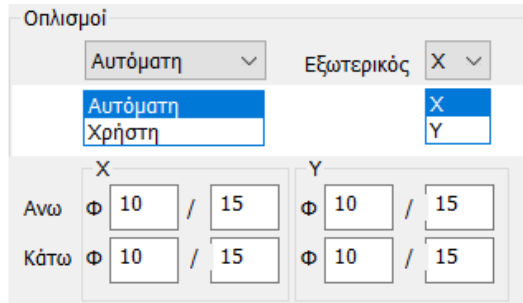 Οπλισμοί
Αυτόματη Εξωτερικός X
Αυτόματη X
Χρήστη Y
X Y
Ανω Φ 10 / 15 Φ 10 / 15
Κάτω Φ 10 / 15 Φ 10 / 15